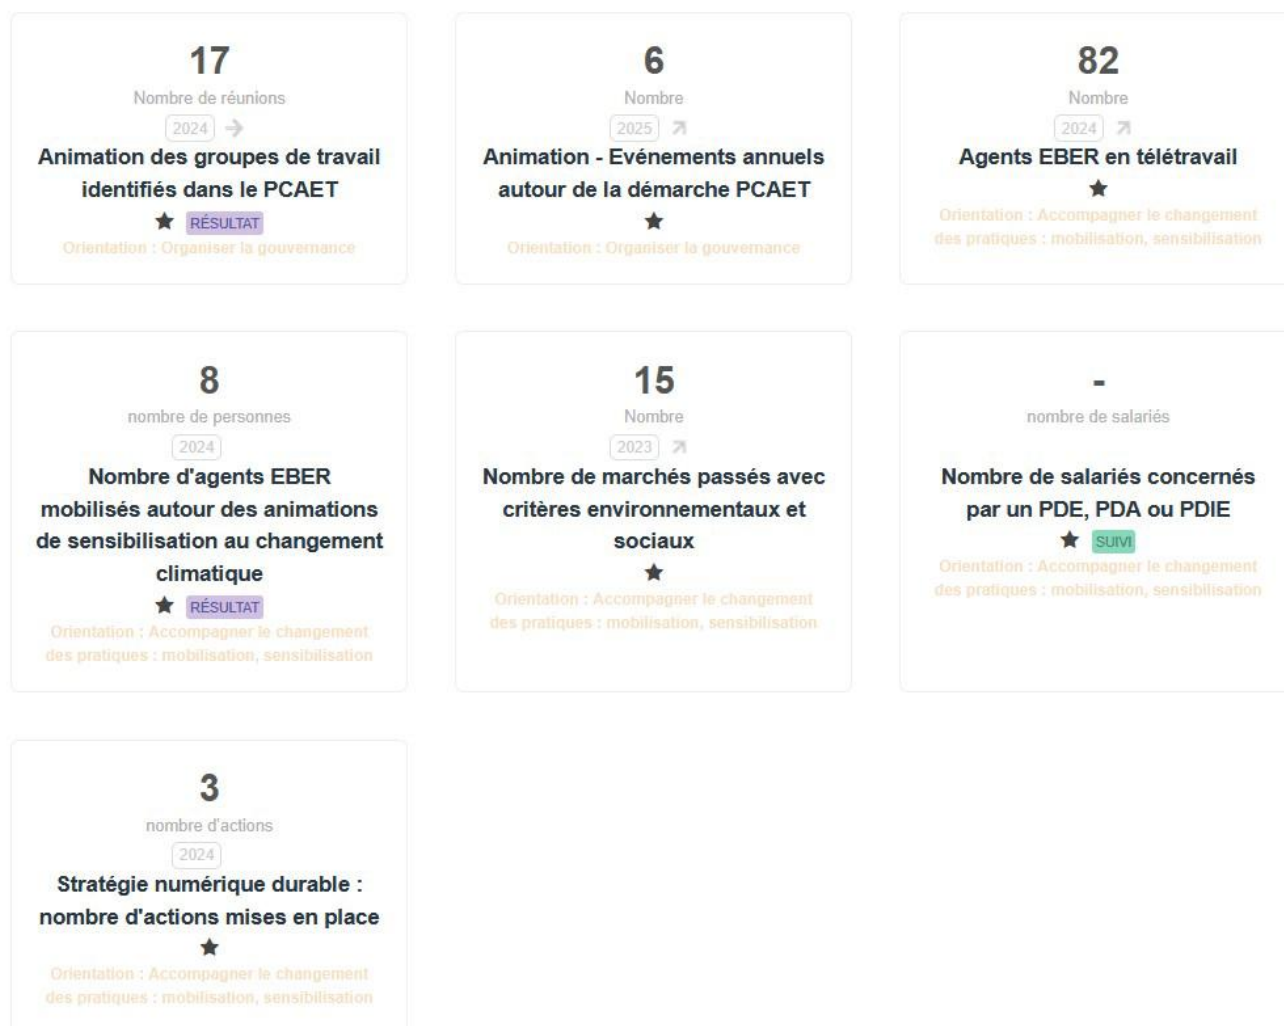 17
Nombre de réunions
2024
Animation des groupes de travail
identifiés dans le PCAET
RÉSULTAT
Orientation : Organiser la gouvernance
6
Nombre
2025
Animation - Evénements annuels
autour de la démarche PCAET
Orientation : Organiser la gouvernance
82
Nombre
2024
Agents EBER en télétravail
Orientation : Accompagner le changement
des pratiques : mobilisation, sensibilisation
8
nombre de personnes
2024
Nombre d'agents EBER
mobilisés autour des animations
de sensibilisation au changement
climatique
RÉSULTAT
Orientation : Accompagner le changement
des pratiques : mobilisation, sensibilisation
15
Nombre
2023
Nombre de marchés passés avec
critères environnementaux et
sociaux
Orientation : Accompagner le changement
des pratiques : mobilisation, sensibilisation
-
nombre de salariés
Nombre de salariés concernés
par un PDE, PDA ou PDIE
SUIVI
Orientation : Accompagner le changement
des pratiques : mobilisation, sensibilisation
3
nombre d'actions
2024
Stratégie numérique durable :
nombre d'actions mises en place
Orientation : Accompagner le changement
des pratiques : mobilisation, sensibilisation